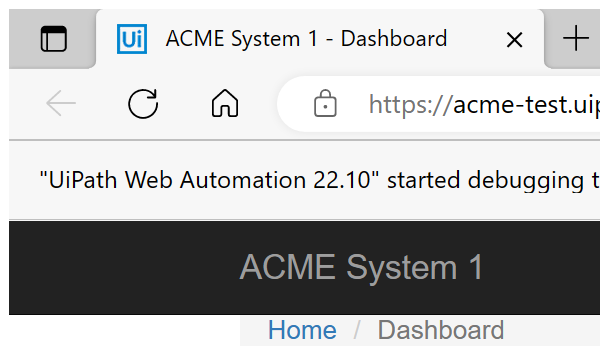 Ui ACME System 1 - Dashboard
https://acme-test.uip
"UiPath Web Automation 22.10" started debugging t
ACME System 1
Home / Dashboard